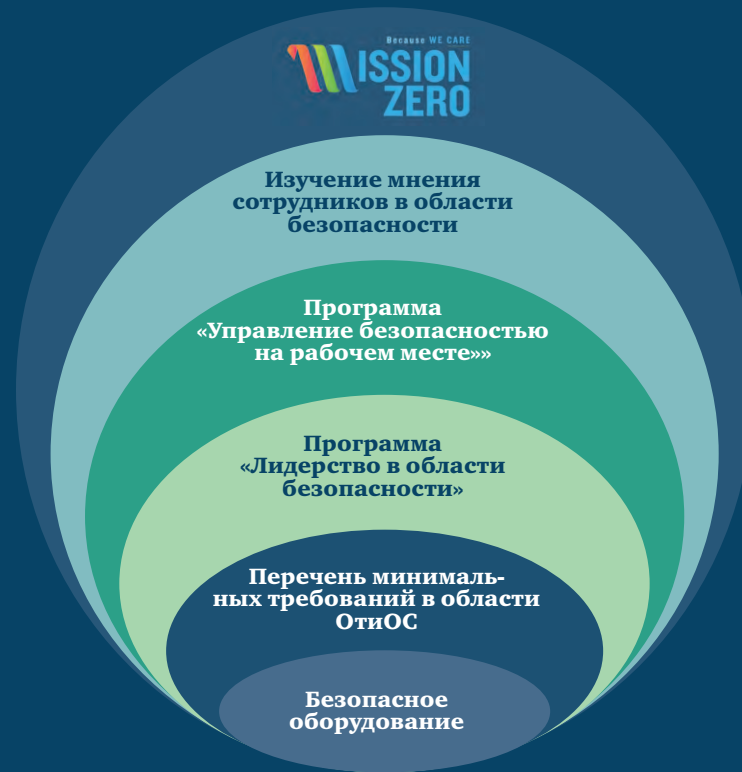 Because WE CARE
MISSION
ZERO
Изучение мнения
сотрудников в области
безопасности
Программа
«Управление безопасностью
на рабочем месте»»
Программа
«Лидерство в области
безопасности»
Перечень минималь-
ных требований в области
ОтиОС
Безопасное
оборудование